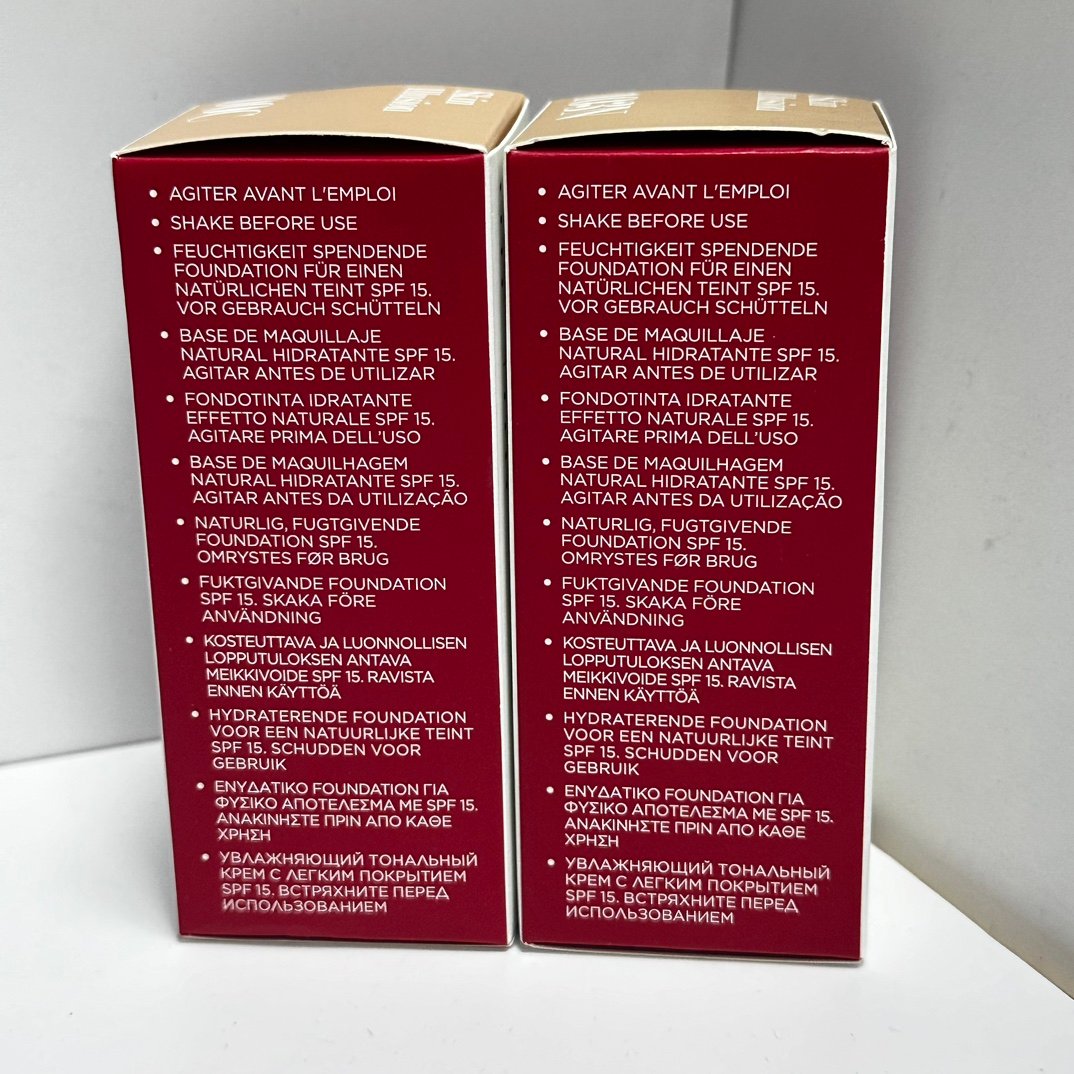 Skin
Illusion
Skin
Illusion
• AGITER AVANT L'EMPLOI
• SHAKE BEFORE USE
• FEUCHTIGKEIT SPENDENDE
FOUNDATION FÜR EINEN
NATÜRLICHEN TEINT SPF 15.
VOR GEBRAUCH SCHÜTTELN
• BASE DE MAQUILLAJE
NATURAL HIDRATANTE SPF 15.
AGITAR ANTES DE UTILIZAR
• FONDOTINTA IDRATANTE
EFFETTO NATURALE SPF 15.
AGITARE PRIMA DELL'USO
• BASE DE MAQUILHAGEM
NATURAL HIDRATANTE SPF 15.
AGITAR ANTES DA UTILIZAÇÃO
• NATURLIG, FUGTGIVENDE
FOUNDATION SPF 15.
OMRYSTES FØR BRUG
• FUKTGIVANDE FOUNDATION
SPF 15. SKAKA FÖRE
ANVÄNDNING
• KOSTEUTTAVA JA LUONNOLLISEN
LOPPUTULOKSEN ANTAVA
MEIKKIVOIDE SPF 15. RAVISTA
ENNEN KÄYTTÖÄ
• HYDRATERENDE FOUNDATION
VOOR EEN NATUURLIJKE TEINT
SPF 15. SCHUDDEN VOOR
GEBRUIK
• ΕΝΥΔΑΤΙΚΟ FOUNDATION ΓΙΑ
ΦΥΣΙΚΟ ΑΠΟΤΕΛΕΣΜΑ ΜΕ SPF 15.
ΑΝΑΚΙΝΗΣΤΕ ΠΡΙΝ ΑΠΟ ΚΑΘΕ
ΧΡΗΣΗ
• УВЛАЖНЯЮЩИЙ ТОНАЛЬНЫЙ
КРЕМ С ЛЕГКИМ ПОКРЫТИЕМ
SPF 15. ВСТРЯХНИТЕ ПЕРЕД
ИСПОЛЬЗОВАНИЕМ
• AGITER AVANT L'EMPLOI
• SHAKE BEFORE USE
• FEUCHTIGKEIT SPENDENDE
FOUNDATION FÜR EINEN
NATÜRLICHEN TEINT SPF 15.
VOR GEBRAUCH SCHÜTTELN
• BASE DE MAQUILLAJE
NATURAL HIDRATANTE SPF 15.
AGITAR ANTES DE UTILIZAR
• FONDOTINTA IDRATANTE
EFFETTO NATURALE SPF 15.
AGITARE PRIMA DELL'USO
• BASE DE MAQUILHAGEM
NATURAL HIDRATANTE SPF 15.
AGITAR ANTES DA UTILIZAÇÃO
• NATURLIG, FUGTGIVENDE
FOUNDATION SPF 15.
OMRYSTES FØR BRUG
• FUKTGIVANDE FOUNDATION
SPF 15. SKAKA FÖRE
ANVÄNDNING
• KOSTEUTTAVA JA LUONNOLLISEN
LOPPUTULOKSEN ANTAVA
MEIKKIVOIDE SPF 15. RAVISTA
ENNEN KÄYTTÖÄ
• HYDRATERENDE FOUNDATION
VOOR EEN NATUURLIJKE TEINT
SPF 15. SCHUDDEN VOOR
GEBRUIK
• ΕΝΥΔΑΤΙΚΟ FOUNDATION ΓΙΑ
ΦΥΣΙΚΟ ΑΠΟΤΕΛΕΣΜΑ ΜΕ SPF 15.
ΑΝΑΚΙΝΗΣΤΕ ΠΡΙΝ ΑΠΟ ΚΑΘΕ
ΧΡΗΣΗ
• УВЛАЖНЯЮЩИЙ ТОНАЛЬНЫЙ
КРЕМ С ЛЕГКИМ ПОКРЫТИЕМ
SPF 15. ВСТРЯХНИТЕ ПЕРЕД
ИСПОЛЬЗОВАНИЕМ